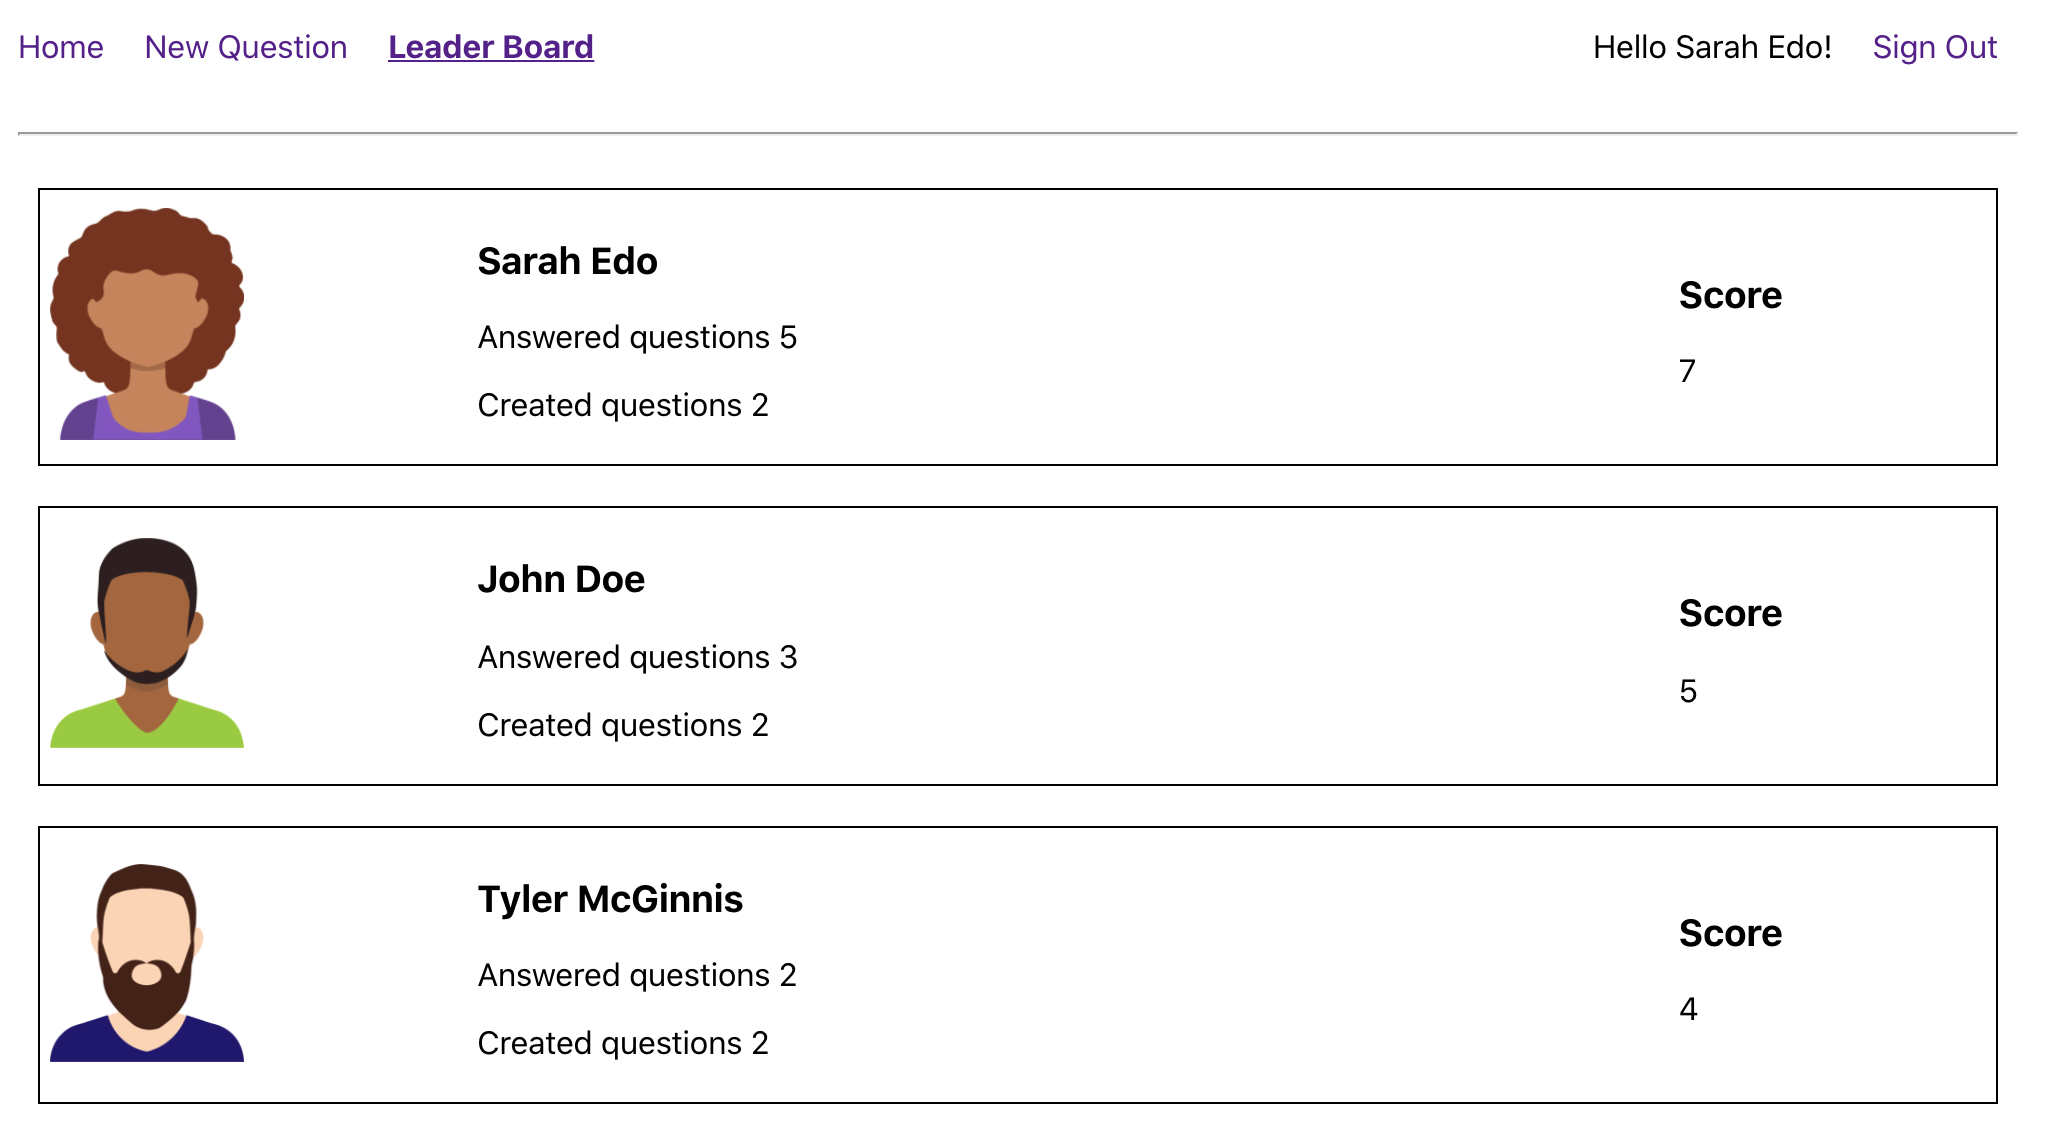 Home New Question Leader Board Hello Sarah Edo! Sign Out
Sarah Edo
Answered questions 5
Created questions 2
Score
7
John Doe
Answered questions 3
Created questions 2
Score
5
Tyler McGinnis
Answered questions 2
Created questions 2
Score
4